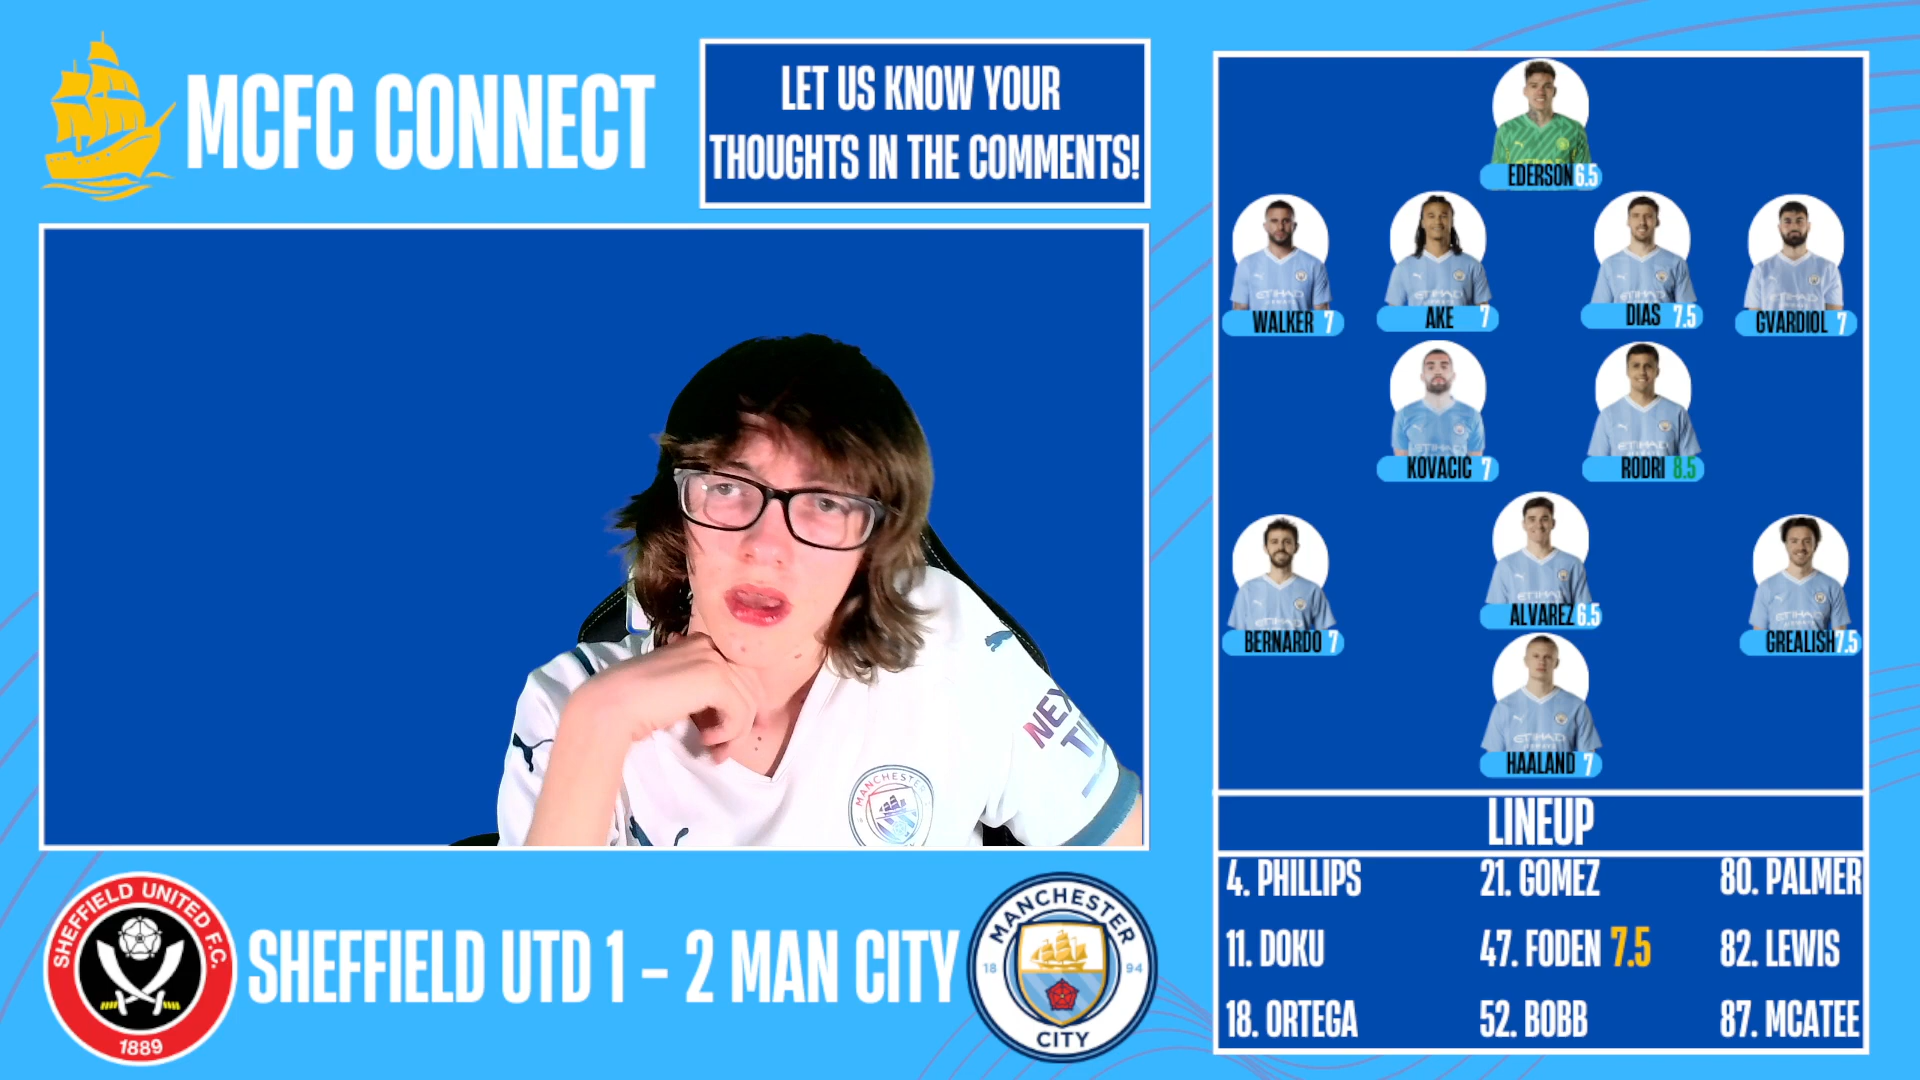 MCFC CONNECT
LET US KNOW YOUR
THOUGHTS IN THE COMMENTS!
EDERSON 6.5
WALKER 7
AKE 7
DIAS 7.5
GVARDIOL 7
KOVACIC 7
RODRI 8.5
BERNARDO 7
ALVAREZ 6.5
GREALISH 7.5
HAALAND 7
LINEUP
4. PHILLIPS
21. GOMEZ
80. PALMER
11. DOKU
47. FODEN 7.5
82. LEWIS
18. ORTEGA
52. BOBB
87. MCATEE
NEX
MANCHESTER
SHEFFIELD UNITED F.C.
1889
SHEFFIELD UTD 1 - 2 MAN CITY
MANCHESTER
18 94
CITY